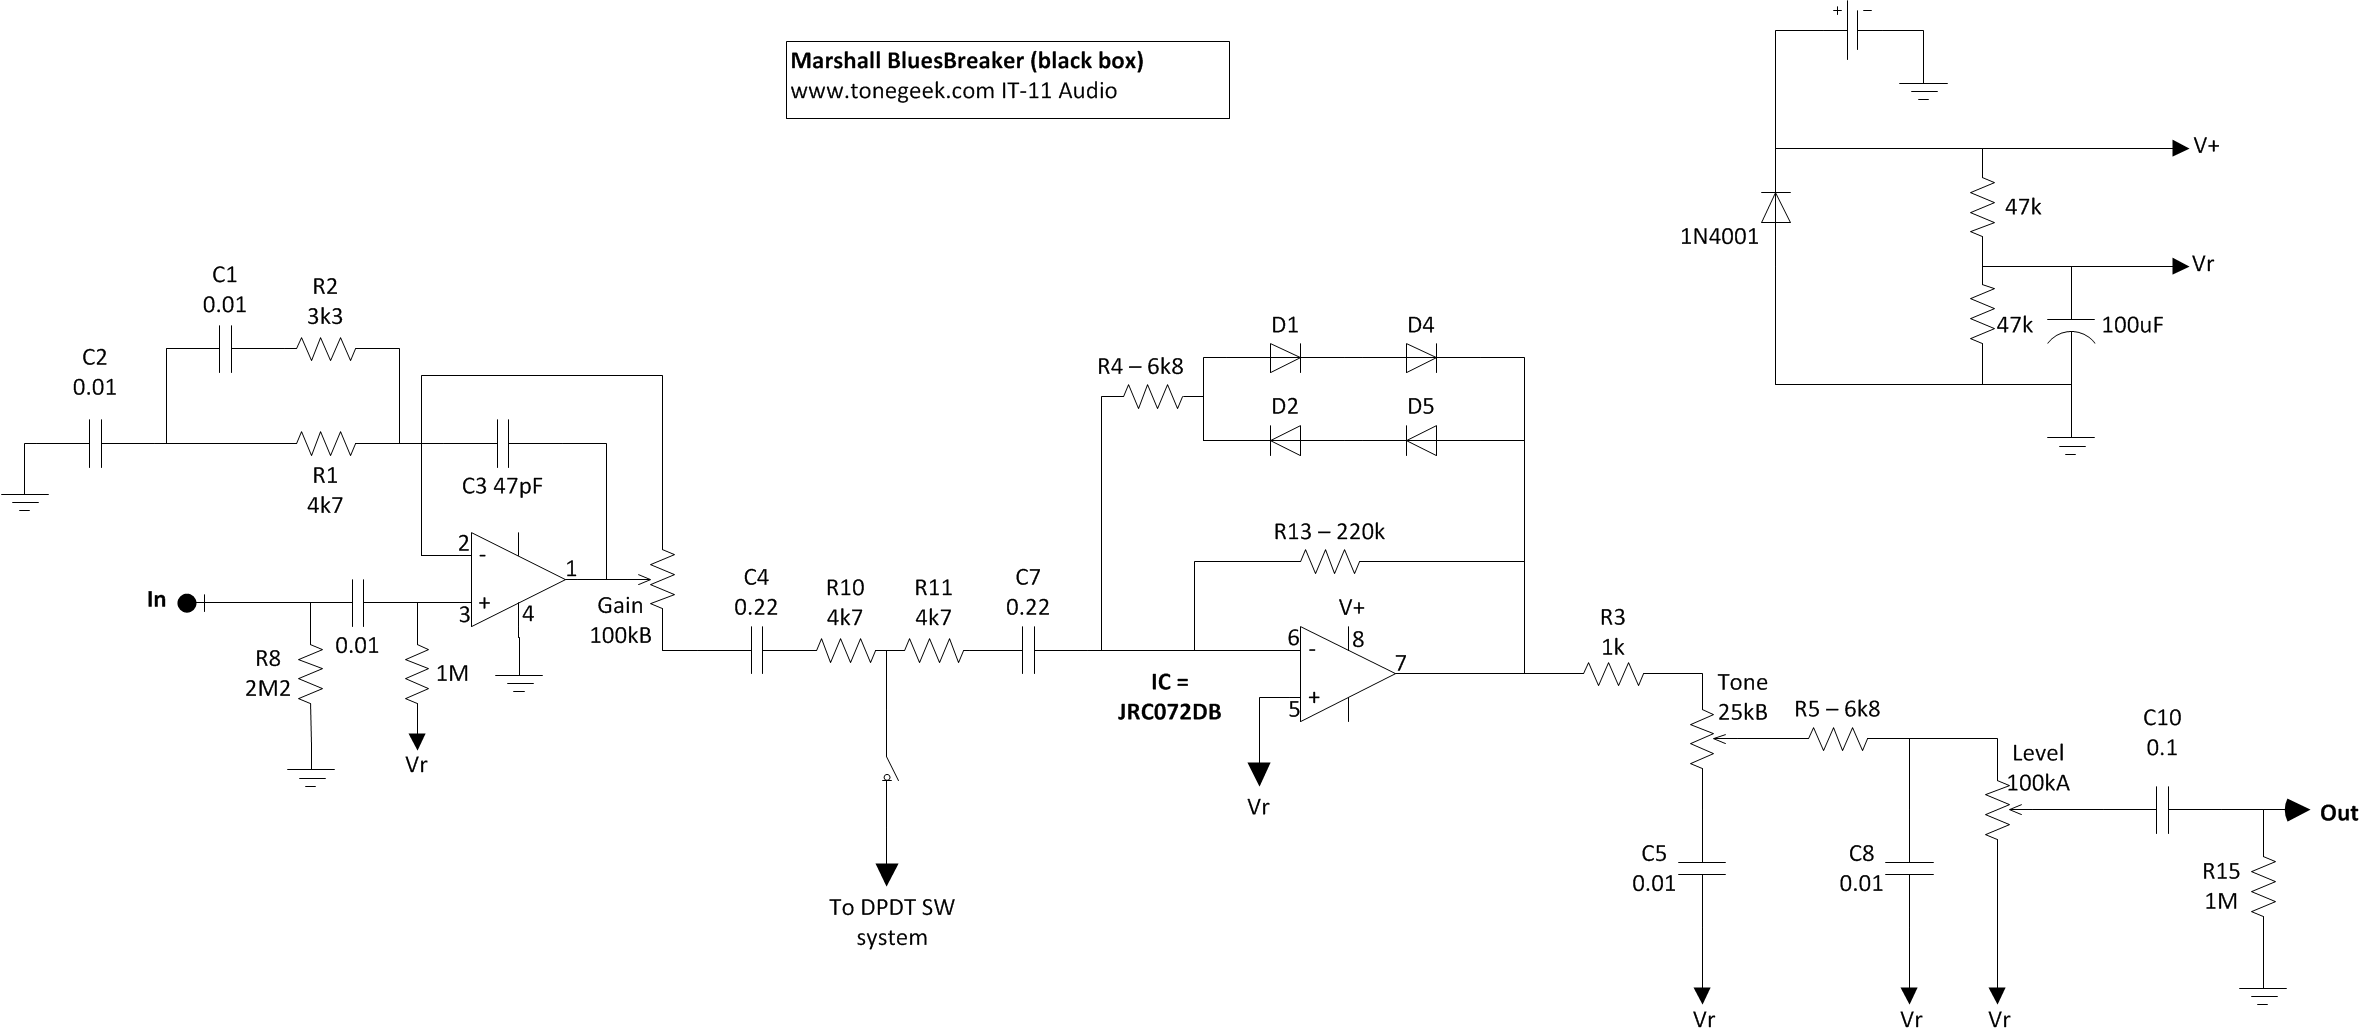 Marshall BluesBreaker (black box)
www.tonegeek.com IT-11 Audio
+ −
V+
47k
1N4001
Vr
47k
100uF
C1
0.01
R2
3k3
C2
0.01
R1
4k7
C3 47pF
2
-
1
In
+
3
4
0.01
R8
2M2
1M
Vr
Gain
100kB
C4
0.22
R10
4k7
R11
4k7
C7
0.22
To DPDT SW
system
R4 – 6k8
D1
D4
D2
D5
R13 – 220k
V+
8
6
-
7
+
5
IC =
JRC072DB
Vr
R3
1k
Tone
25kB
R5 – 6k8
C5
0.01
Vr
C8
0.01
Vr
Level
100kA
Vr
C10
0.1
Out
R15
1M